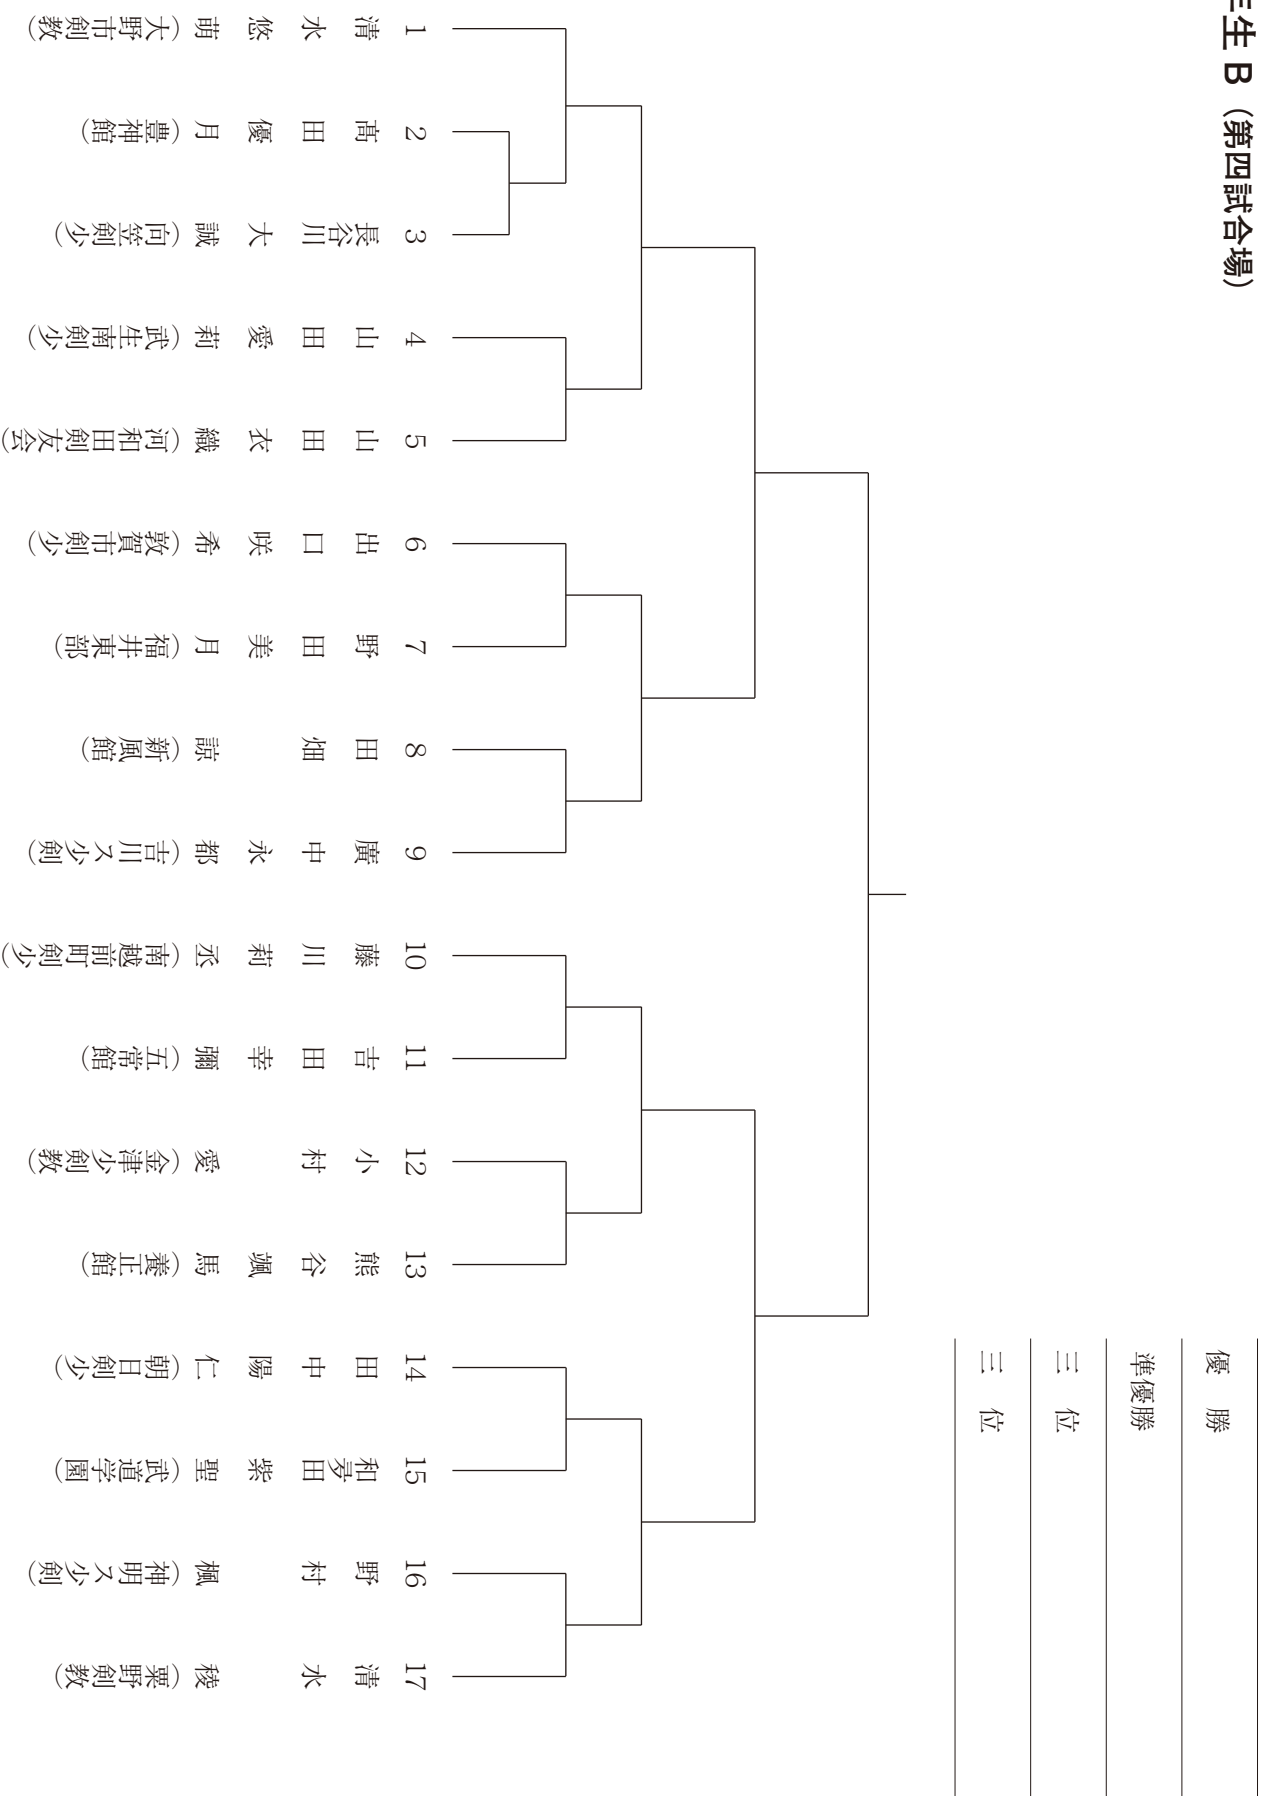 生 B（第四試合場）
優勝
準優勝
三位
三位
1 清水悠萌（大野市剣教）
2 髙田優月（豊神館）
3 長谷川大誠（向笠剣少）
4 山田愛莉（武生南剣少）
5 山田衣織（河和田剣友会）
6 出口咲希（敦賀市剣少）
7 野田美月（福井東部）
8 田畑諒（新風館）
9 廣中永都（吉川スポ少剣）
10 藤川莉丞（南越前町剣少）
11 吉田幸彌（五常館）
12 小村愛（金津少剣教）
13 熊谷颯馬（養正館）
14 田中陽仁（朝日剣少）
15 和夛田紫聖（武道学園）
16 野村楓（神明ス少剣）
17 清水稜（粟野剣教）